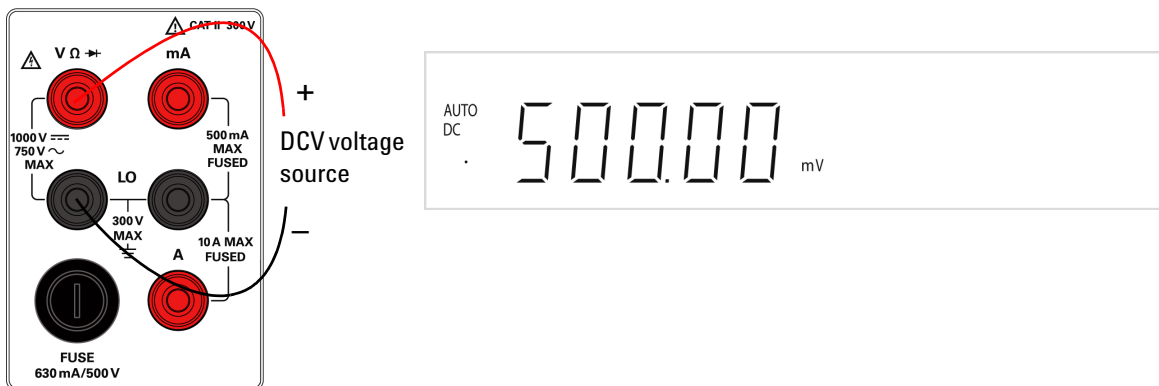 CAT II 300 V
V Ω
mA
1000 V
750 V
MAX
500 mA
MAX
FUSED
LO
300 V
MAX
10 A MAX
FUSED
A
FUSE
630 mA/500 V
+
DCV voltage
source
–
AUTO
DC
500.00
mV